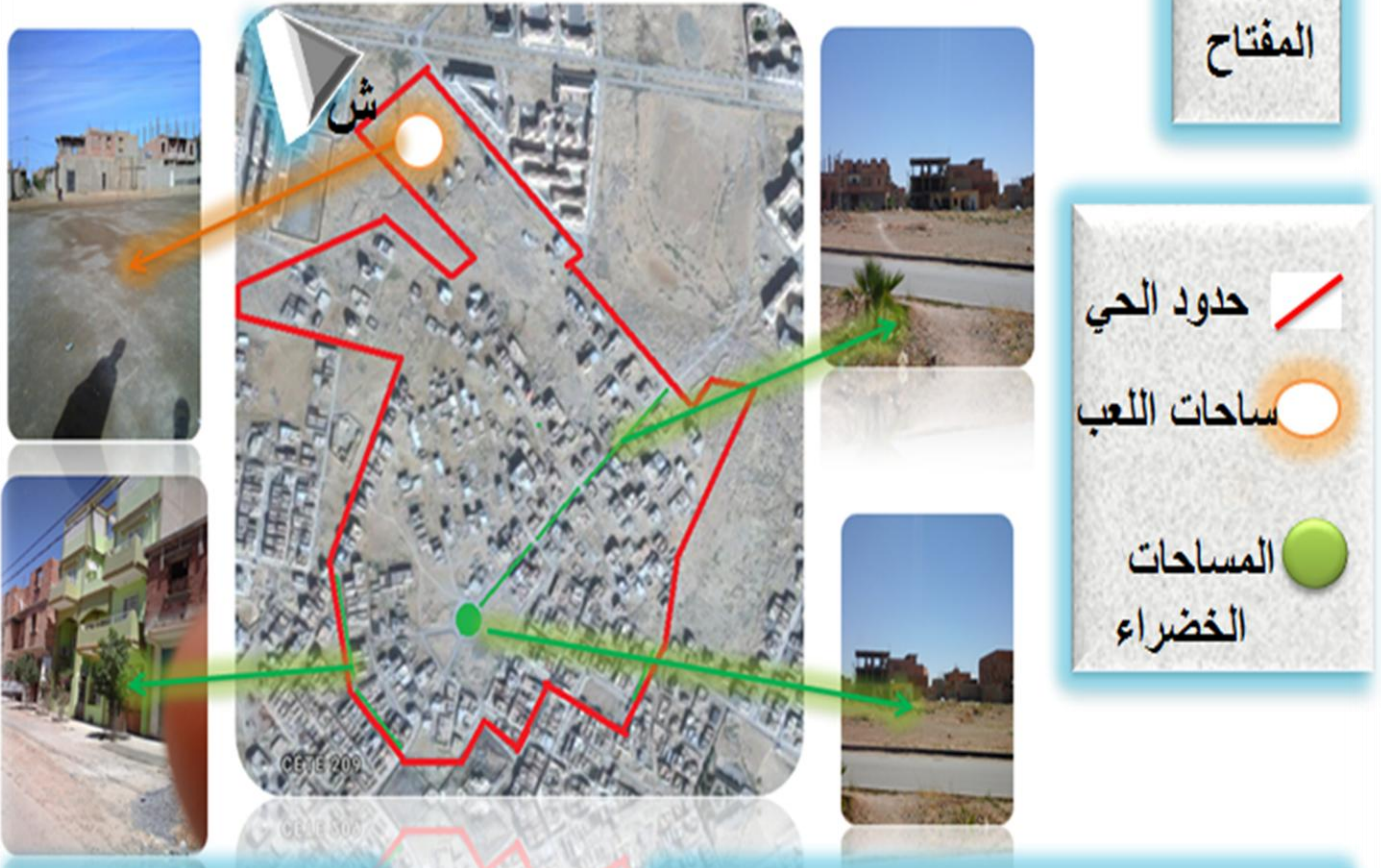 المفتاح
ش
حدود الحي
ساحات اللعب
المساحات
الخضراء